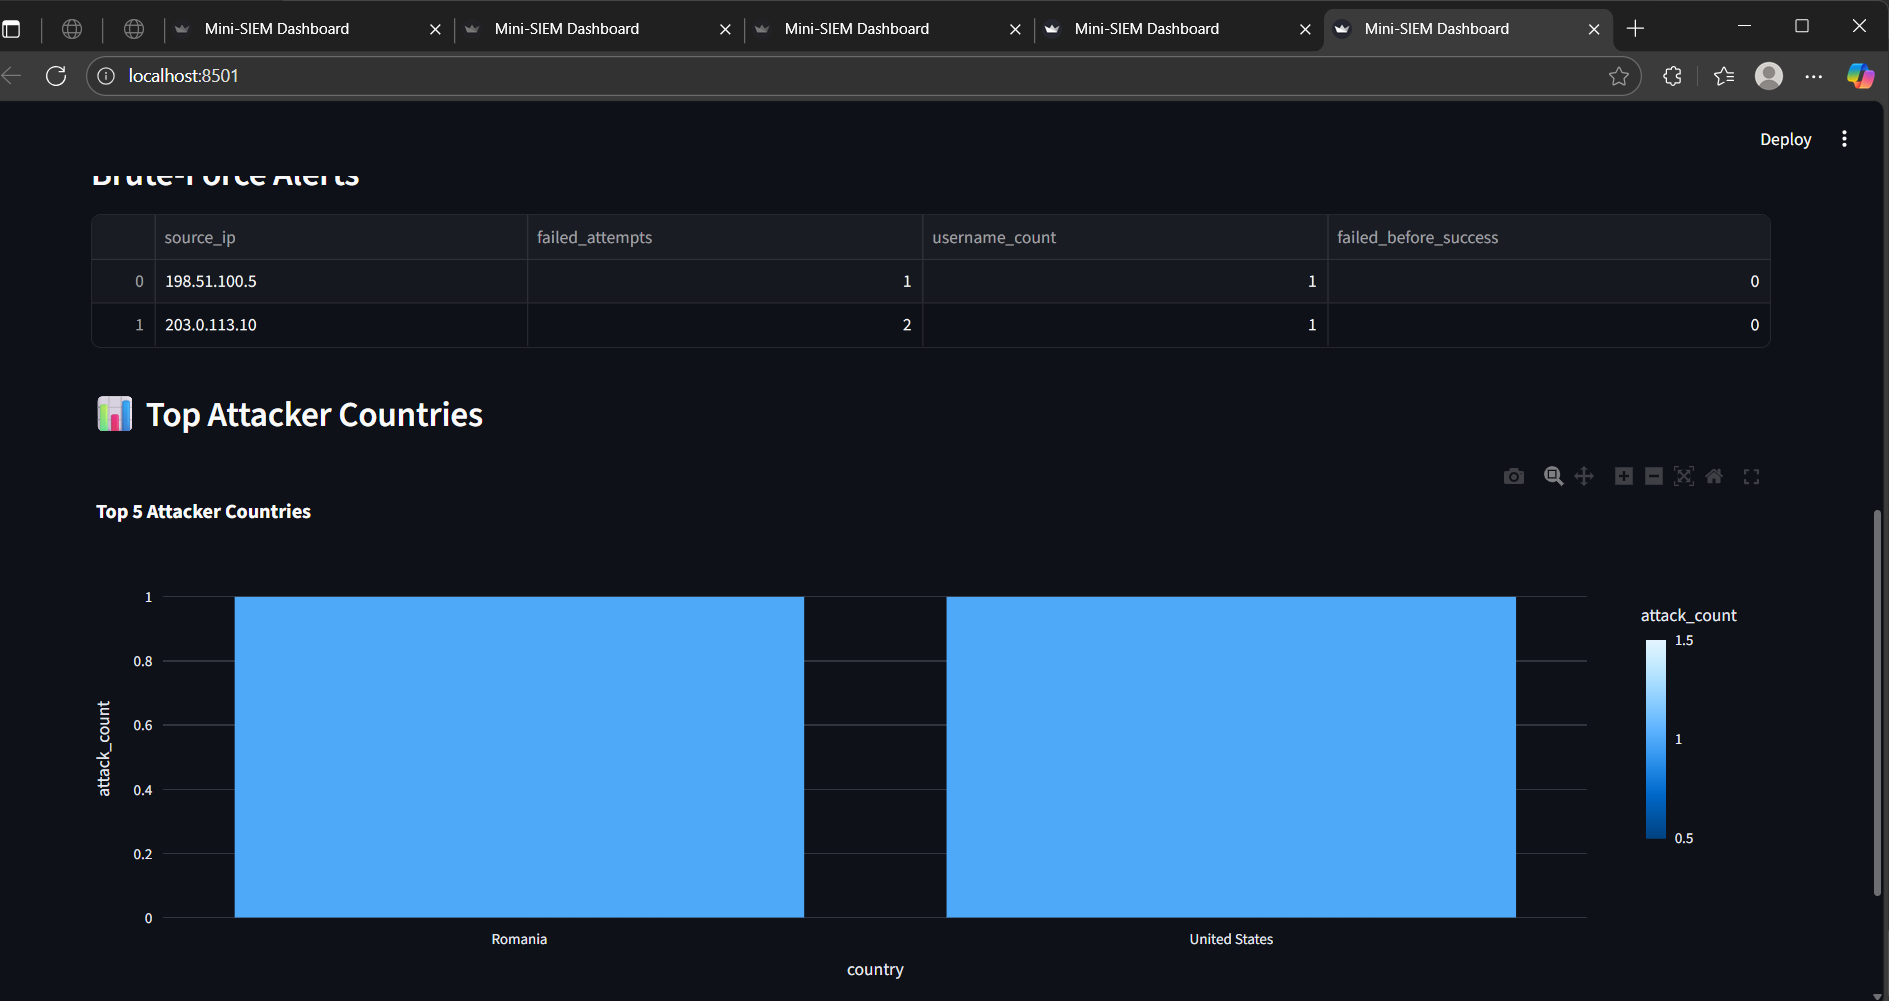 Mini-SIEM Dashboard
Mini-SIEM Dashboard
Mini-SIEM Dashboard
Mini-SIEM Dashboard
Mini-SIEM Dashboard
localhost:8501
Deploy
Brute-Force Alerts
source_ip failed_attempts username_count failed_before_success
0 198.51.100.5 1 1 0
1 203.0.113.10 2 1 0
Top Attacker Countries
Top 5 Attacker Countries
1
0.8
0.6
0.4
0.2
0
attack_count
Romania United States
country
attack_count
1.5
1
0.5